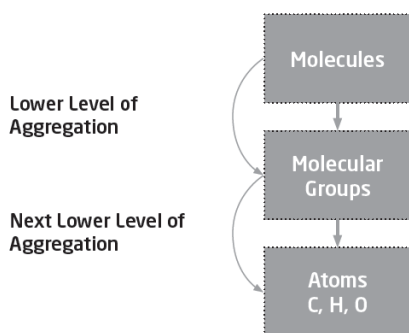 Molecules
Lower Level of
Aggregation
Molecular
Groups
Next Lower Level of
Aggregation
Atoms
C, H, O